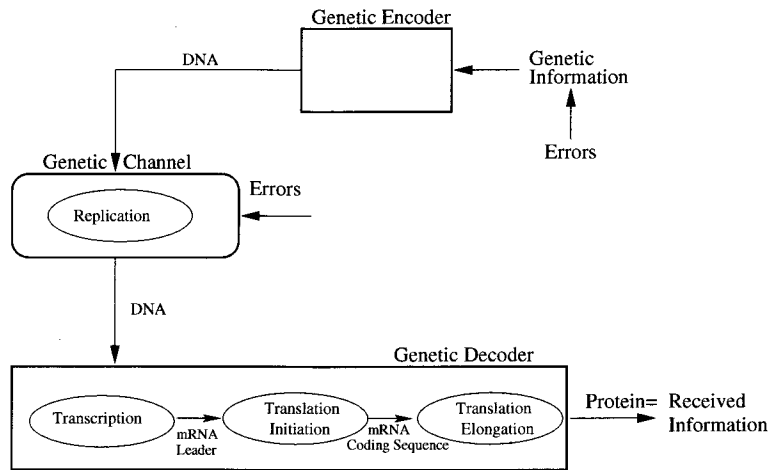 Genetic Encoder
DNA
Genetic
Information
Errors
Genetic Channel
Errors
Replication
DNA
Genetic Decoder
Transcription
mRNA
Leader
Translation
Initiation
mRNA
Coding Sequence
Translation
Elongation
Protein= Received
Information